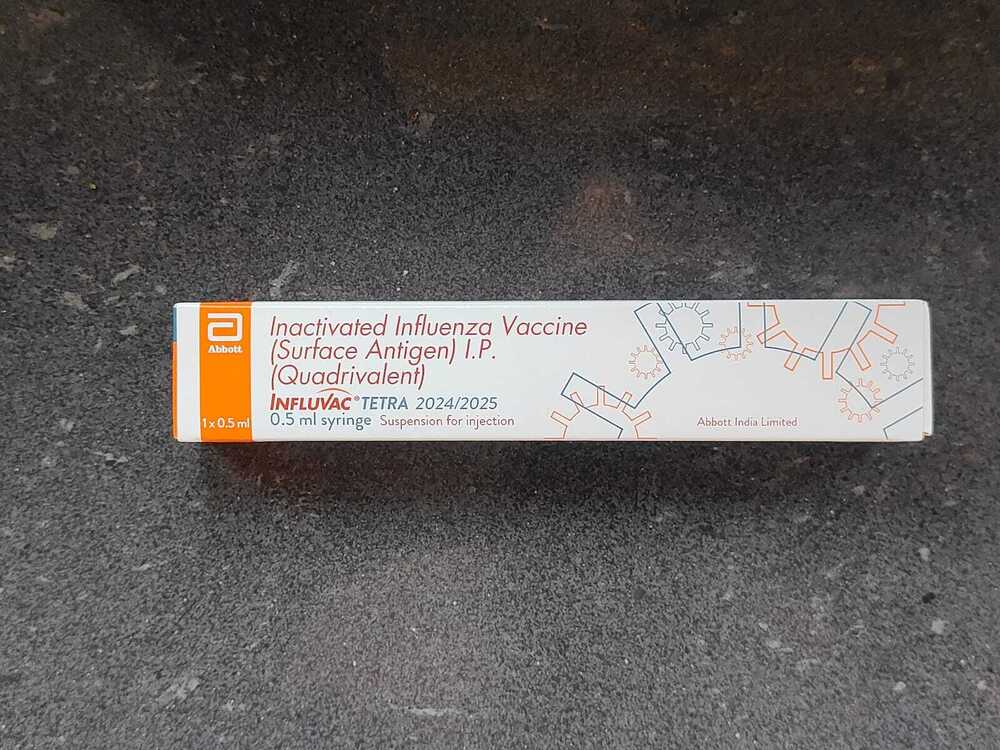 Abbott
1 x 0.5 ml
Inactivated Influenza Vaccine
(Surface Antigen) I.P.
(Quadrivalent)
INFLUVAC® TETRA 2024/2025
0.5 ml syringe Suspension for injection
Abbott India Limited